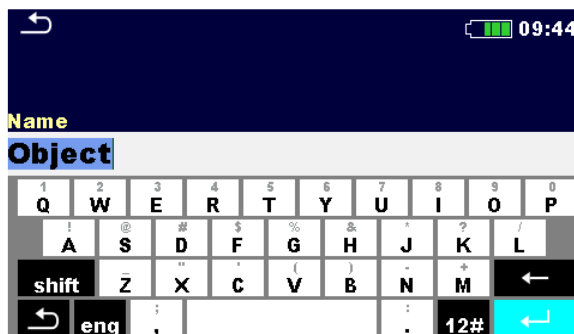 09:44
Name
Object
1 2 3 4 5 6 7 8 9 0
Q W E R T Y U I O P
! @ # $ % & * ? /
A S D F G H J K L
_ " ' ( ) - +
shift Z X C V B N M ←
; :
eng , . 12#